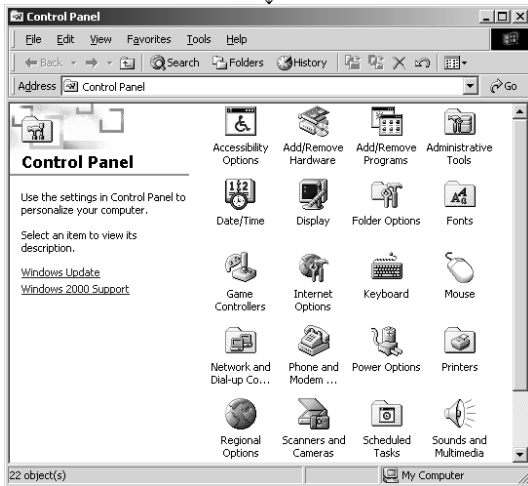 Control Panel
File Edit View Favorites Tools Help
Back Search Folders History
Address Control Panel Go
Control Panel
Use the settings in Control Panel to
personalize your computer.
Select an item to view its
description.
Windows Update
Windows 2000 Support
Accessibility
Options
Add/Remove
Hardware
Add/Remove
Programs
Administrative
Tools
Date/Time
Display
Folder Options
Fonts
Game
Controllers
Internet
Options
Keyboard
Mouse
Network and
Dial-up Co...
Phone and
Modem ...
Power Options
Printers
Regional
Options
Scanners and
Cameras
Scheduled
Tasks
Sounds and
Multimedia
22 object(s) My Computer